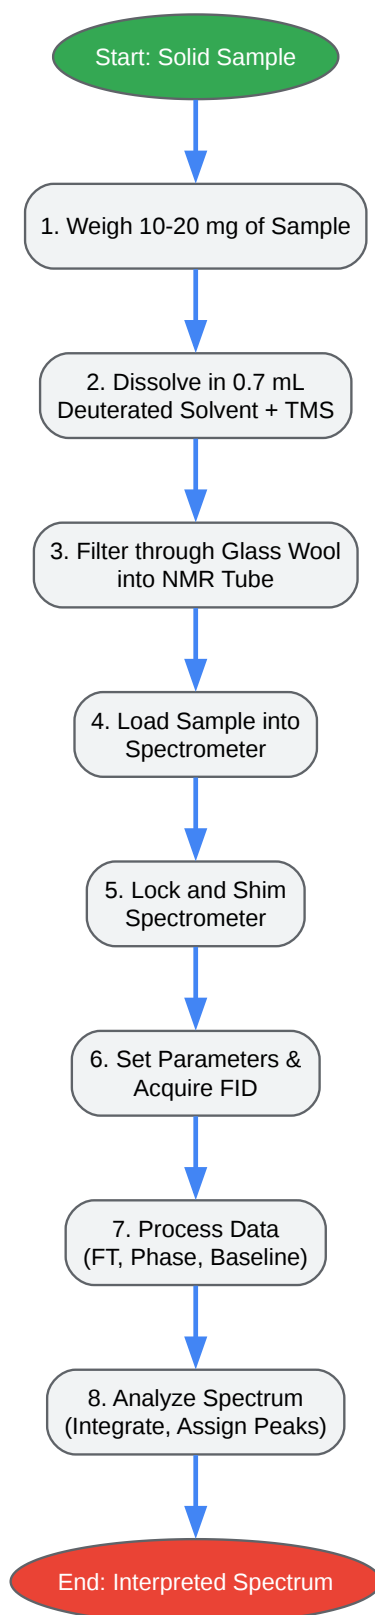 Start: Solid Sample
1. Weigh 10-20 mg of Sample
2. Dissolve in 0.7 mL
Deuterated Solvent + TMS
3. Filter through Glass Wool
into NMR Tube
4. Load Sample into
Spectrometer
5. Lock and Shim
Spectrometer
6. Set Parameters &
Acquire FID
7. Process Data
(FT, Phase, Baseline)
8. Analyze Spectrum
(Integrate, Assign Peaks)
End: Interpreted Spectrum